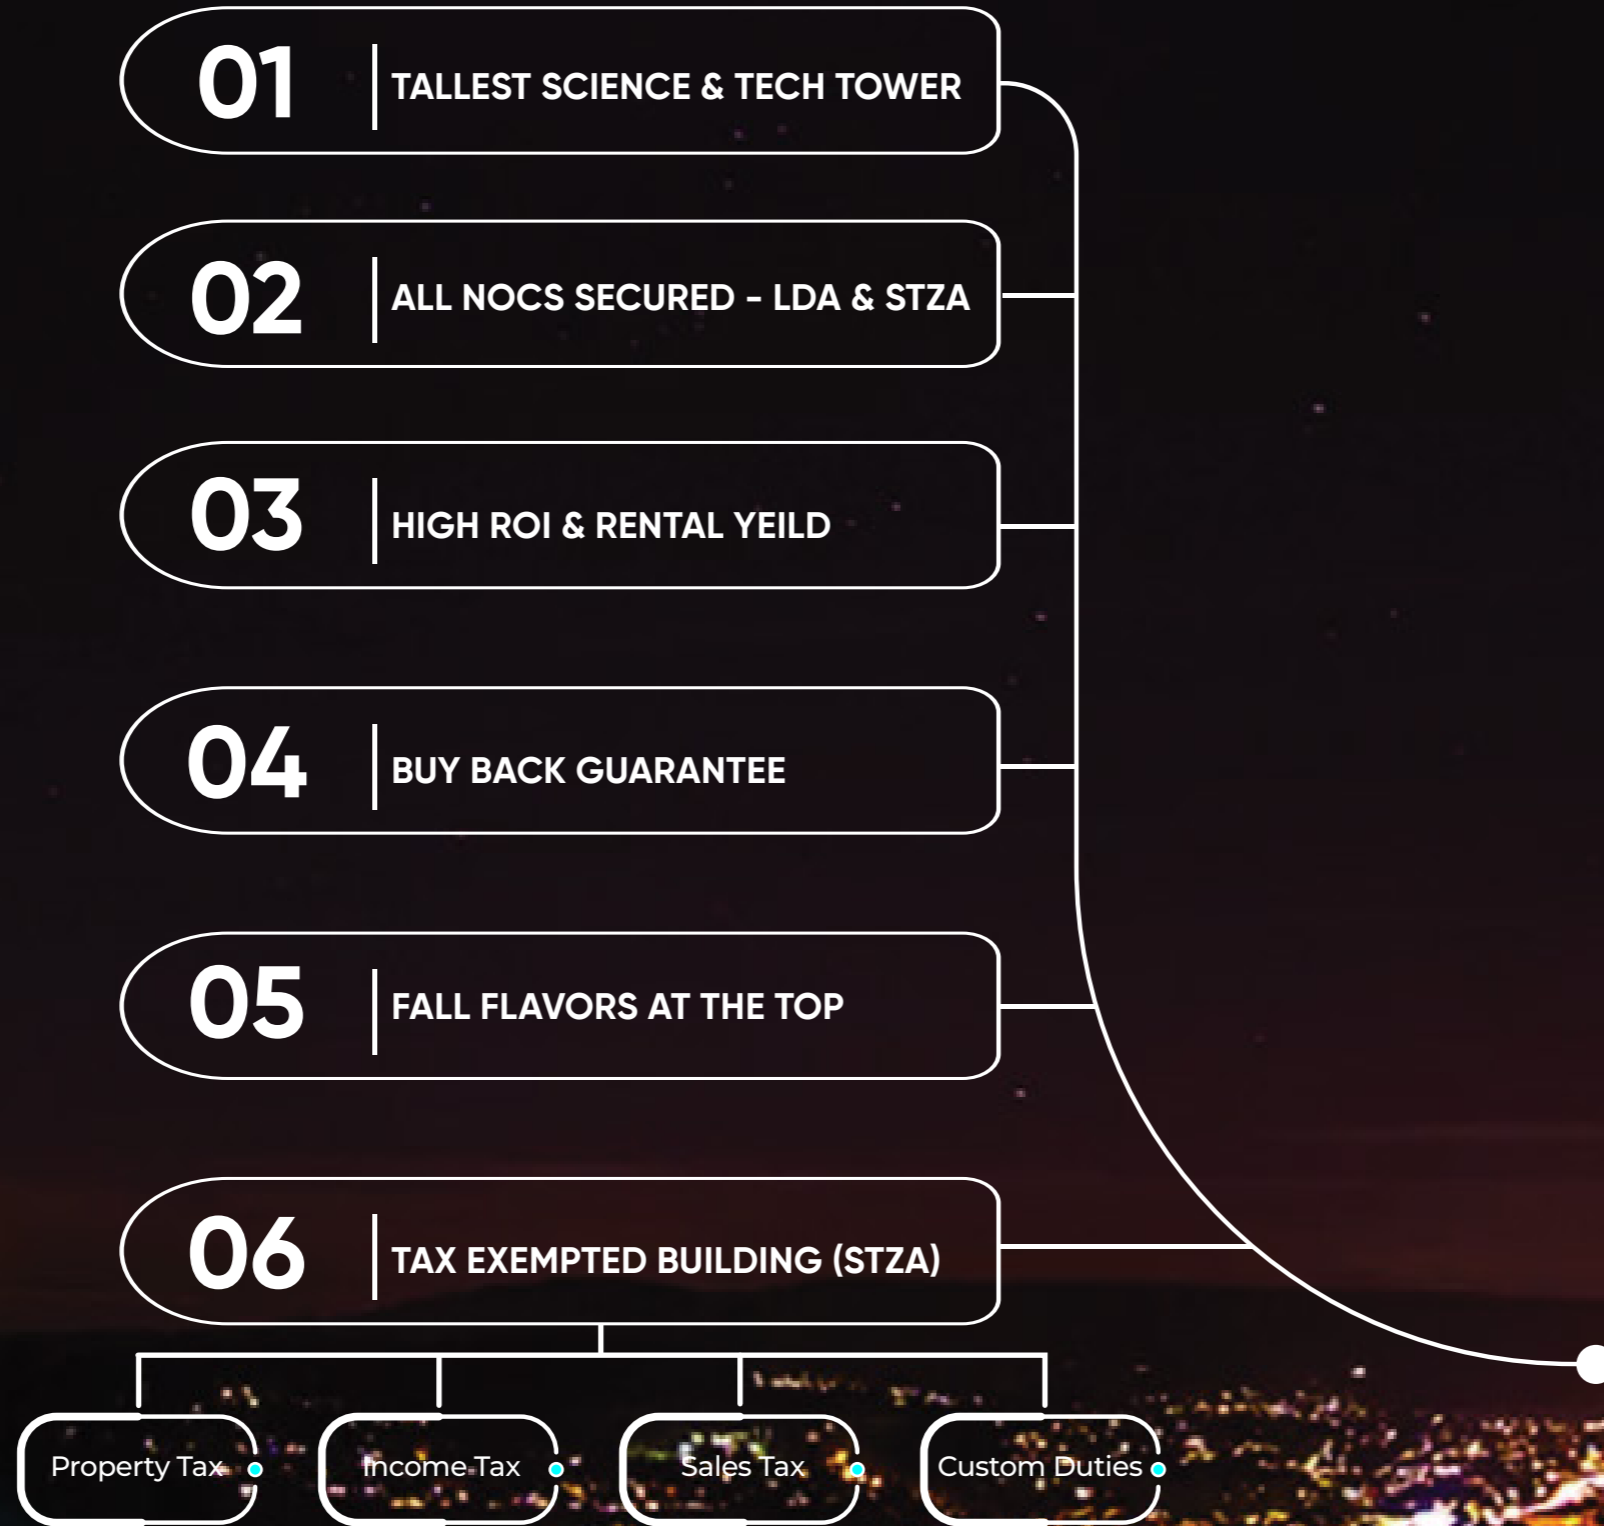 01 TALLEST SCIENCE & TECH TOWER
02 ALL NOCS SECURED - LDA & STZA
03 HIGH ROI & RENTAL YEILD
04 BUY BACK GUARANTEE
05 FALL FLAVORS AT THE TOP
06 TAX EXEMPTED BUILDING (STZA)
Property Tax Income Tax Sales Tax Custom Duties